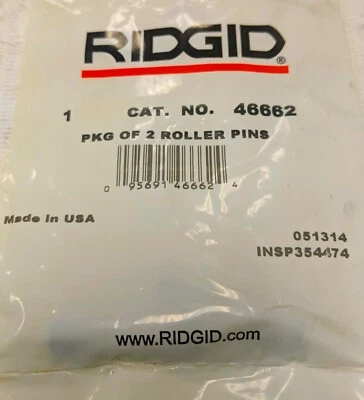 RIDGID
1 CAT. NO. 46662
PKG OF 2 ROLLER PINS
0 95691 46662 4
Made in USA
051314
INSP354474
www.RIDGID.com